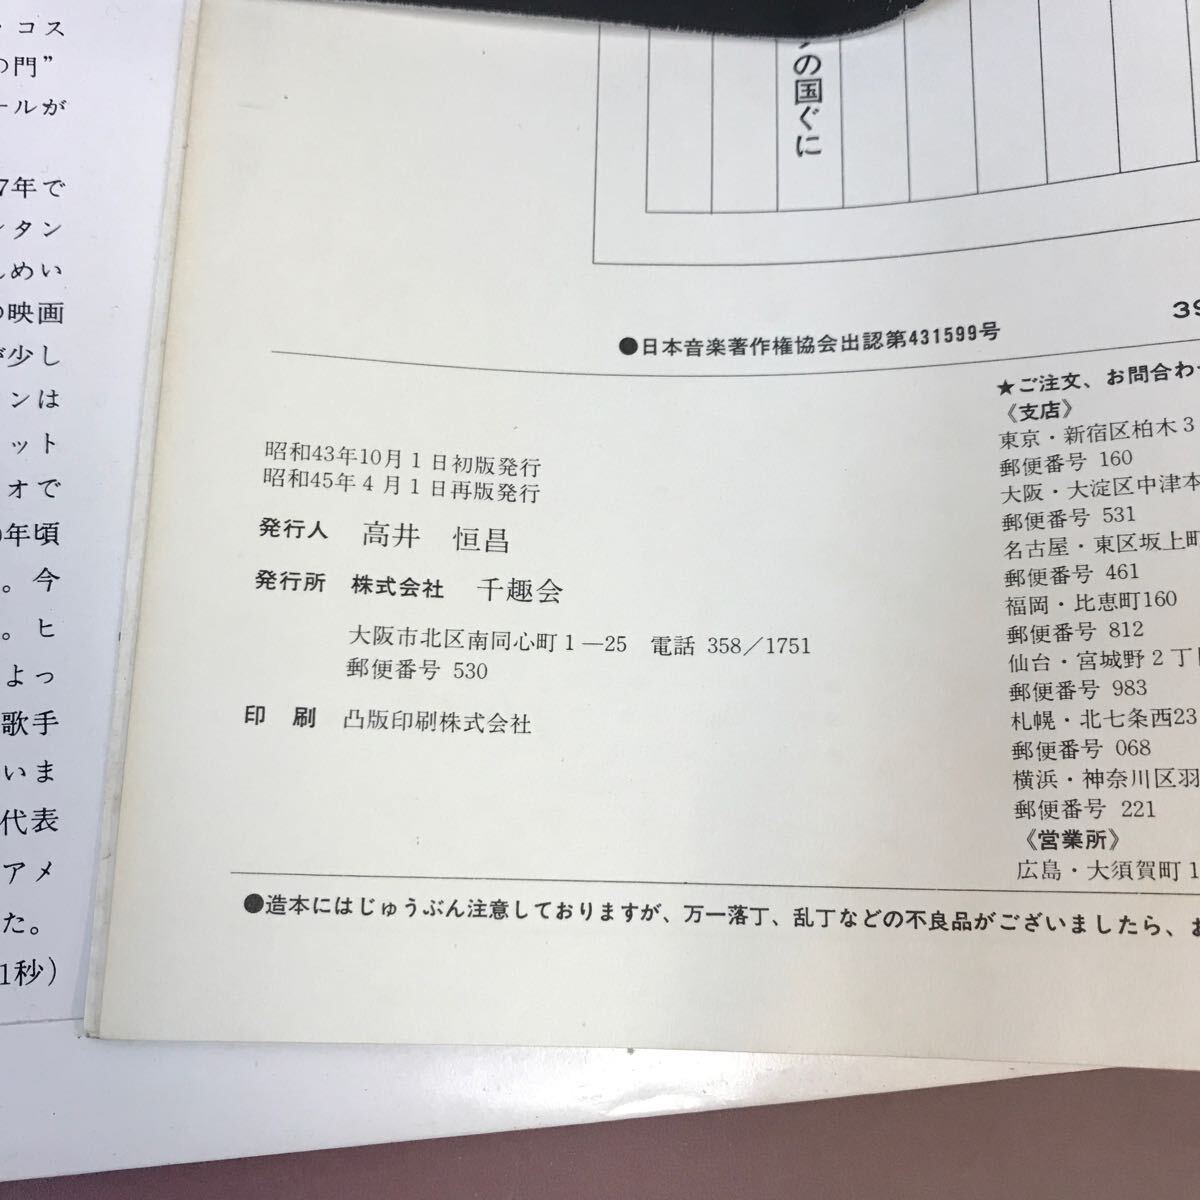 ・コス
の門”
ールが
7年で
ンタン
んめい
の映画
が少し
ンは
ット
オで
0年頃
。今
。ヒ
よっ
歌手
いま
代表
アメ
た。
1秒）
の国ぐに
39
●日本音楽著作権協会出認第431599号
昭和43年10月1日初版発行
昭和45年4月1日再版発行
発行人 高井 恒昌
発行所 株式会社 千趣会
大阪市北区南同心町1—25 電話 358／1751
郵便番号 530
印 刷 凸版印刷株式会社
★ご注文、お問合わせ
《支店》
東京・新宿区柏木3
郵便番号 160
大阪・大淀区中津本
郵便番号 531
名古屋・東区坂上町
郵便番号 461
福岡・比恵町160
郵便番号 812
仙台・宮城野2丁目
郵便番号 983
札幌・北七条西23
郵便番号 068
横浜・神奈川区羽
郵便番号 221
《営業所》
広島・大須賀町1
●造本にはじゅうぶん注意しておりますが、万一落丁、乱丁などの不良品がございましたら、お